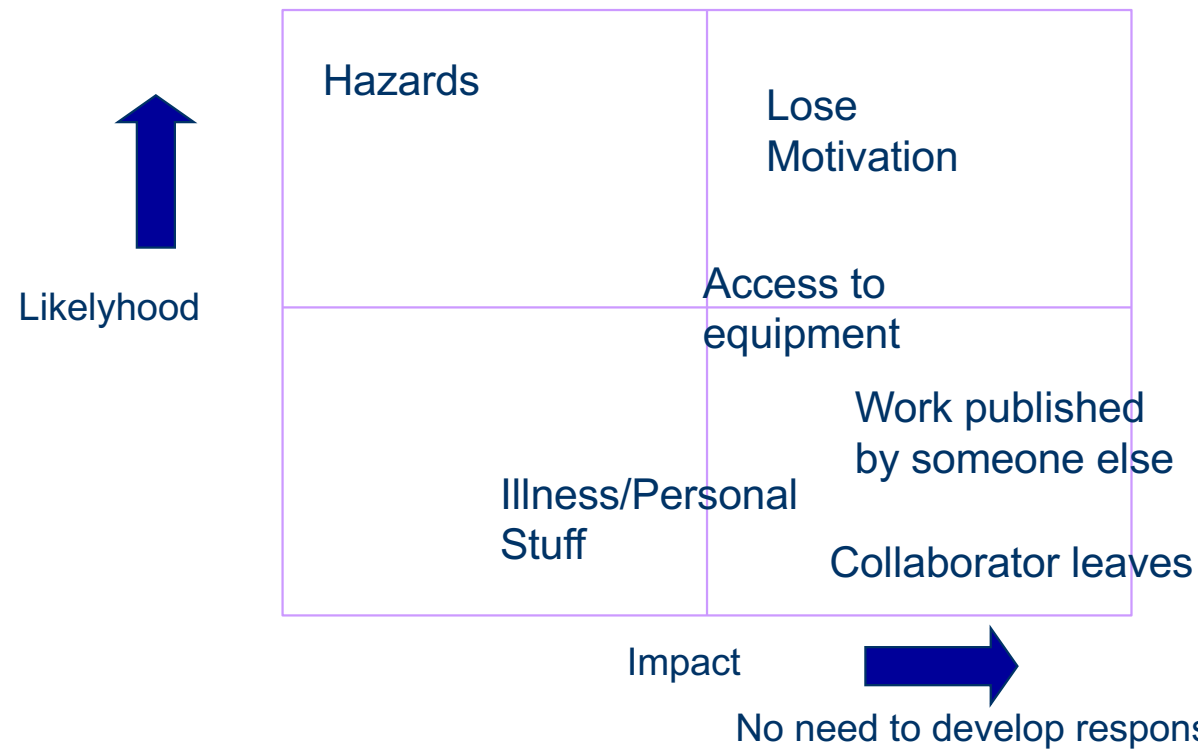 Hazards
Lose
Motivation
Likelyhood
Access to
equipment
Work published
by someone else
Illness/Personal
Stuff
Collaborator leaves
Impact
No need to develop